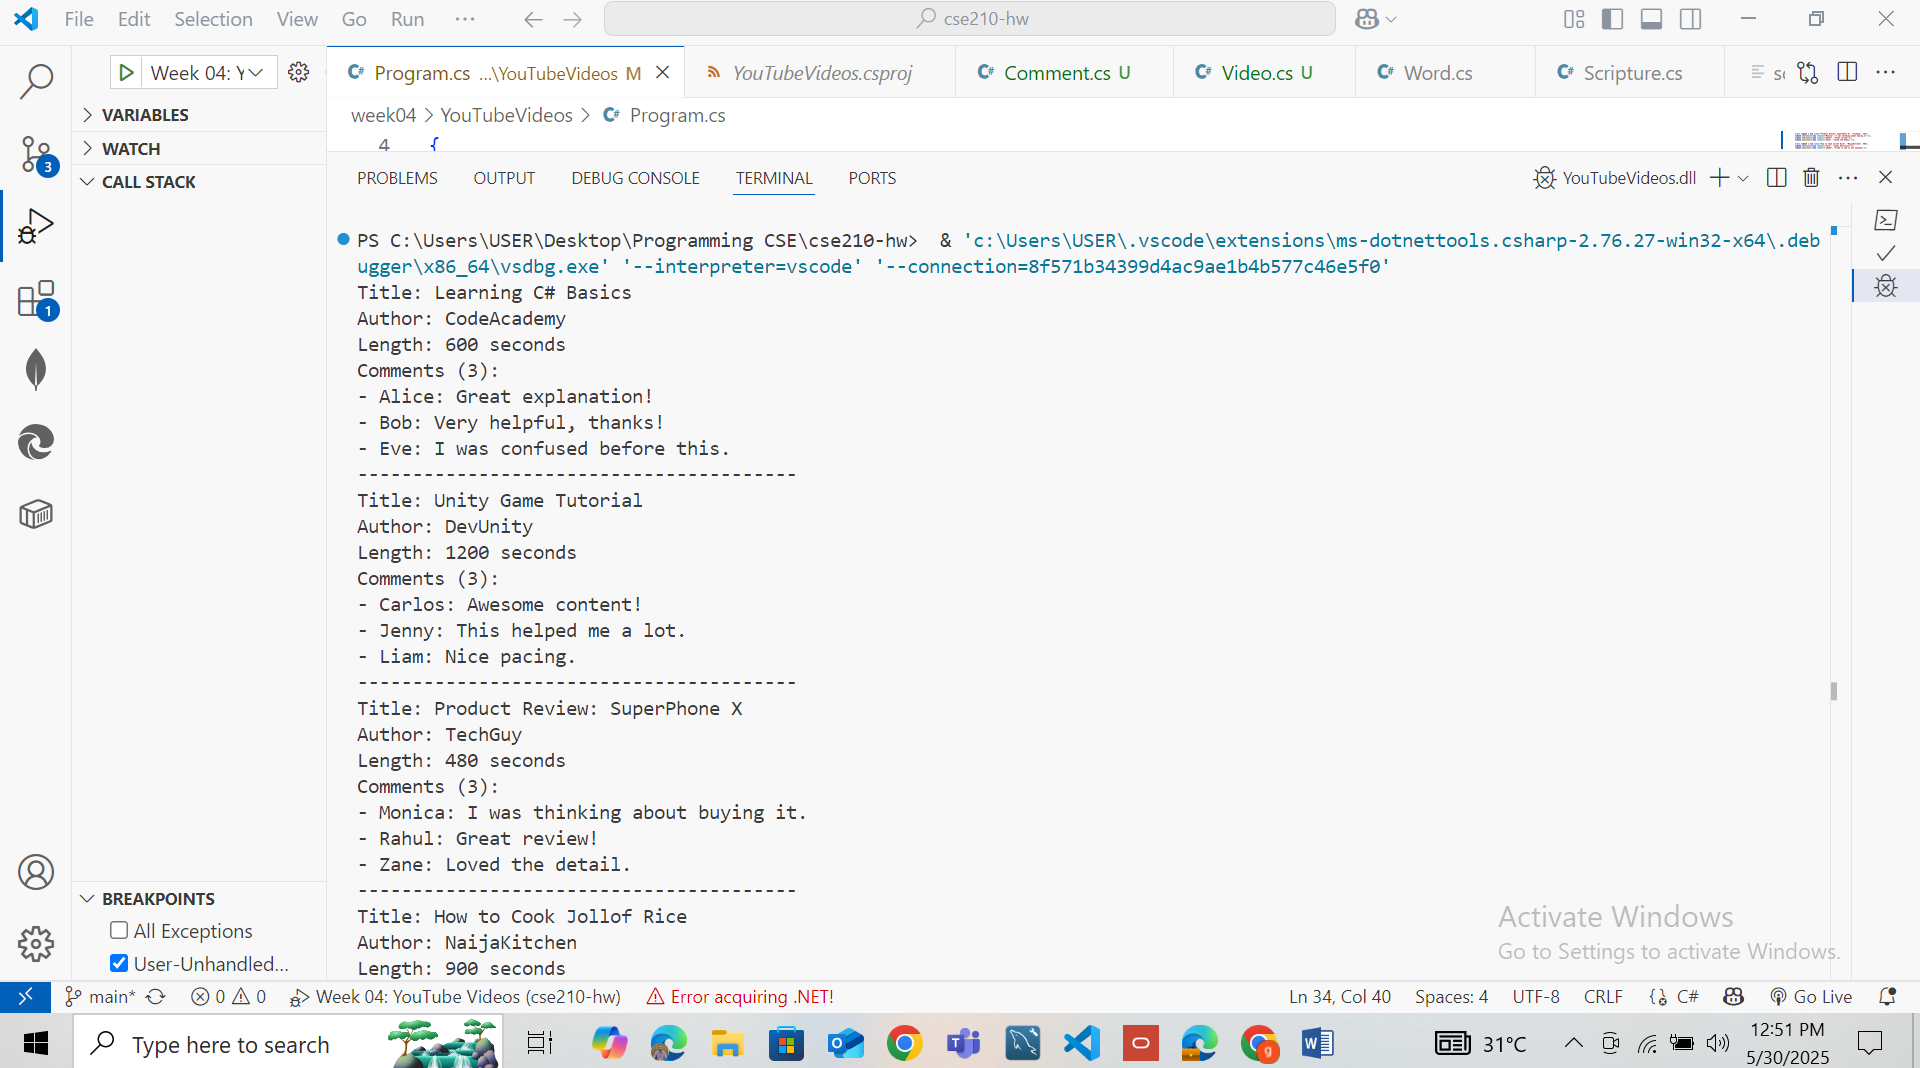 File Edit Selection View Go Run ···
cse210-hw
Week 04: Y
Program.cs ...\YouTubeVideos M
YouTubeVideos.csproj
Comment.cs U
Video.cs U
Word.cs
Scripture.cs
VARIABLES
WATCH
CALL STACK
week04 > YouTubeVideos > Program.cs
4 {
PROBLEMS OUTPUT DEBUG CONSOLE TERMINAL PORTS
YouTubeVideos.dll
PS C:\Users\USER\Desktop\Programming CSE\cse210-hw>  & 'c:\Users\USER\.vscode\extensions\ms-dotnettools.csharp-2.76.27-win32-x64\.deb
ugger\x86_64\vsdbg.exe' '--interpreter=vscode' '--connection=8f571b34399d4ac9ae1b4b577c46e5f0'
Title: Learning C# Basics
Author: CodeAcademy
Length: 600 seconds
Comments (3):
- Alice: Great explanation!
- Bob: Very helpful, thanks!
- Eve: I was confused before this.
----------------------------------------
Title: Unity Game Tutorial
Author: DevUnity
Length: 1200 seconds
Comments (3):
- Carlos: Awesome content!
- Jenny: This helped me a lot.
- Liam: Nice pacing.
----------------------------------------
Title: Product Review: SuperPhone X
Author: TechGuy
Length: 480 seconds
Comments (3):
- Monica: I was thinking about buying it.
- Rahul: Great review!
- Zane: Loved the detail.
----------------------------------------
Title: How to Cook Jollof Rice
Author: NaijaKitchen
Length: 900 seconds
3
1
BREAKPOINTS
All Exceptions
User-Unhandled...
Activate Windows
Go to Settings to activate Windows.
main* 0 0 Week 04: YouTube Videos (cse210-hw) Error acquiring .NET!
Ln 34, Col 40 Spaces: 4 UTF-8 CRLF C# Go Live
Type here to search
31°C
12:51 PM
5/30/2025